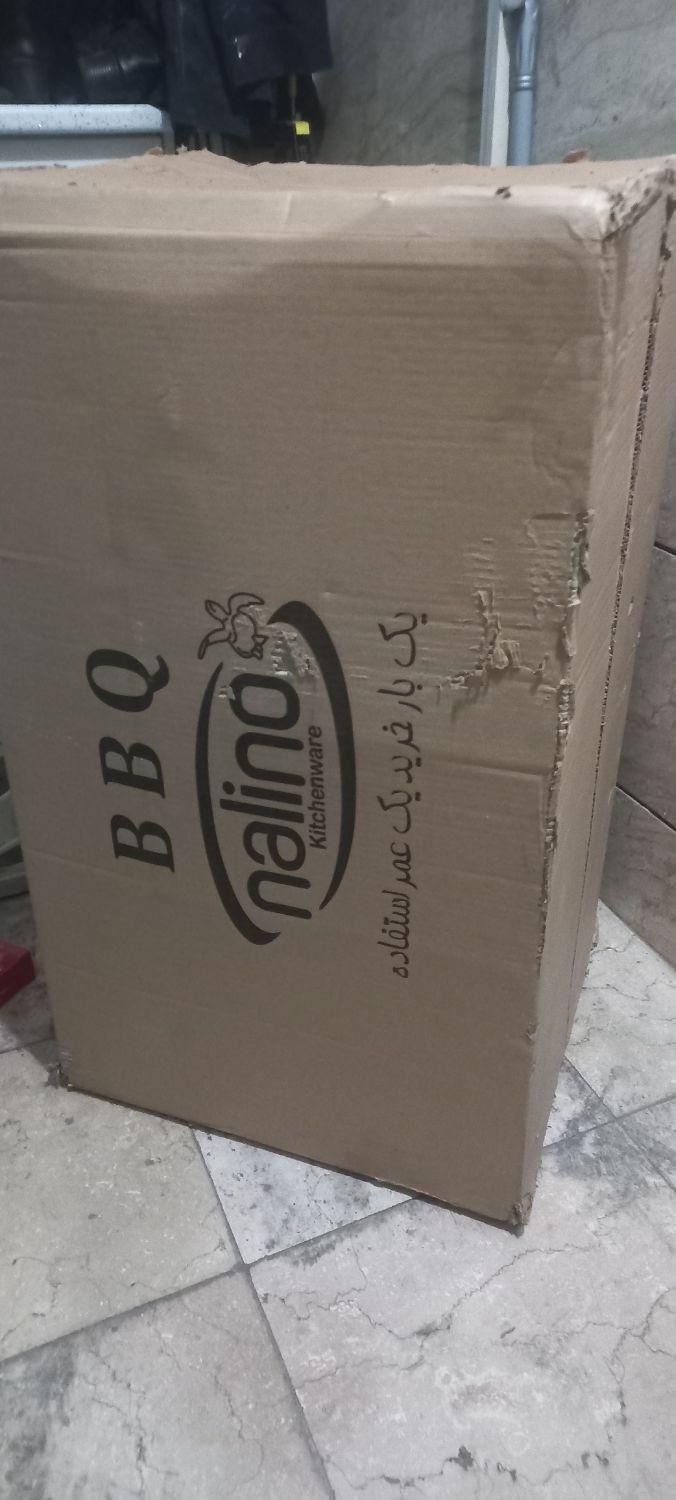 BBQ
nalino
Kitchenware
یک بار خرید یک عمر استفاده